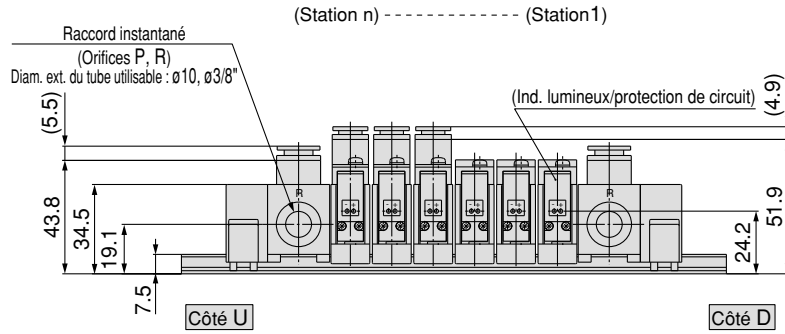 (Station n) - - - - - - - - - - - - - - (Station1)
Raccord instantané
(Orifices P, R)
Diam. ext. du tube utilisable : ø10, ø3/8"
(Ind. lumineux/protection de circuit)
(5.5)
(4.9)
43.8
34.5
19.1
7.5
24.2
51.9
R
R
Côté U
Côté D